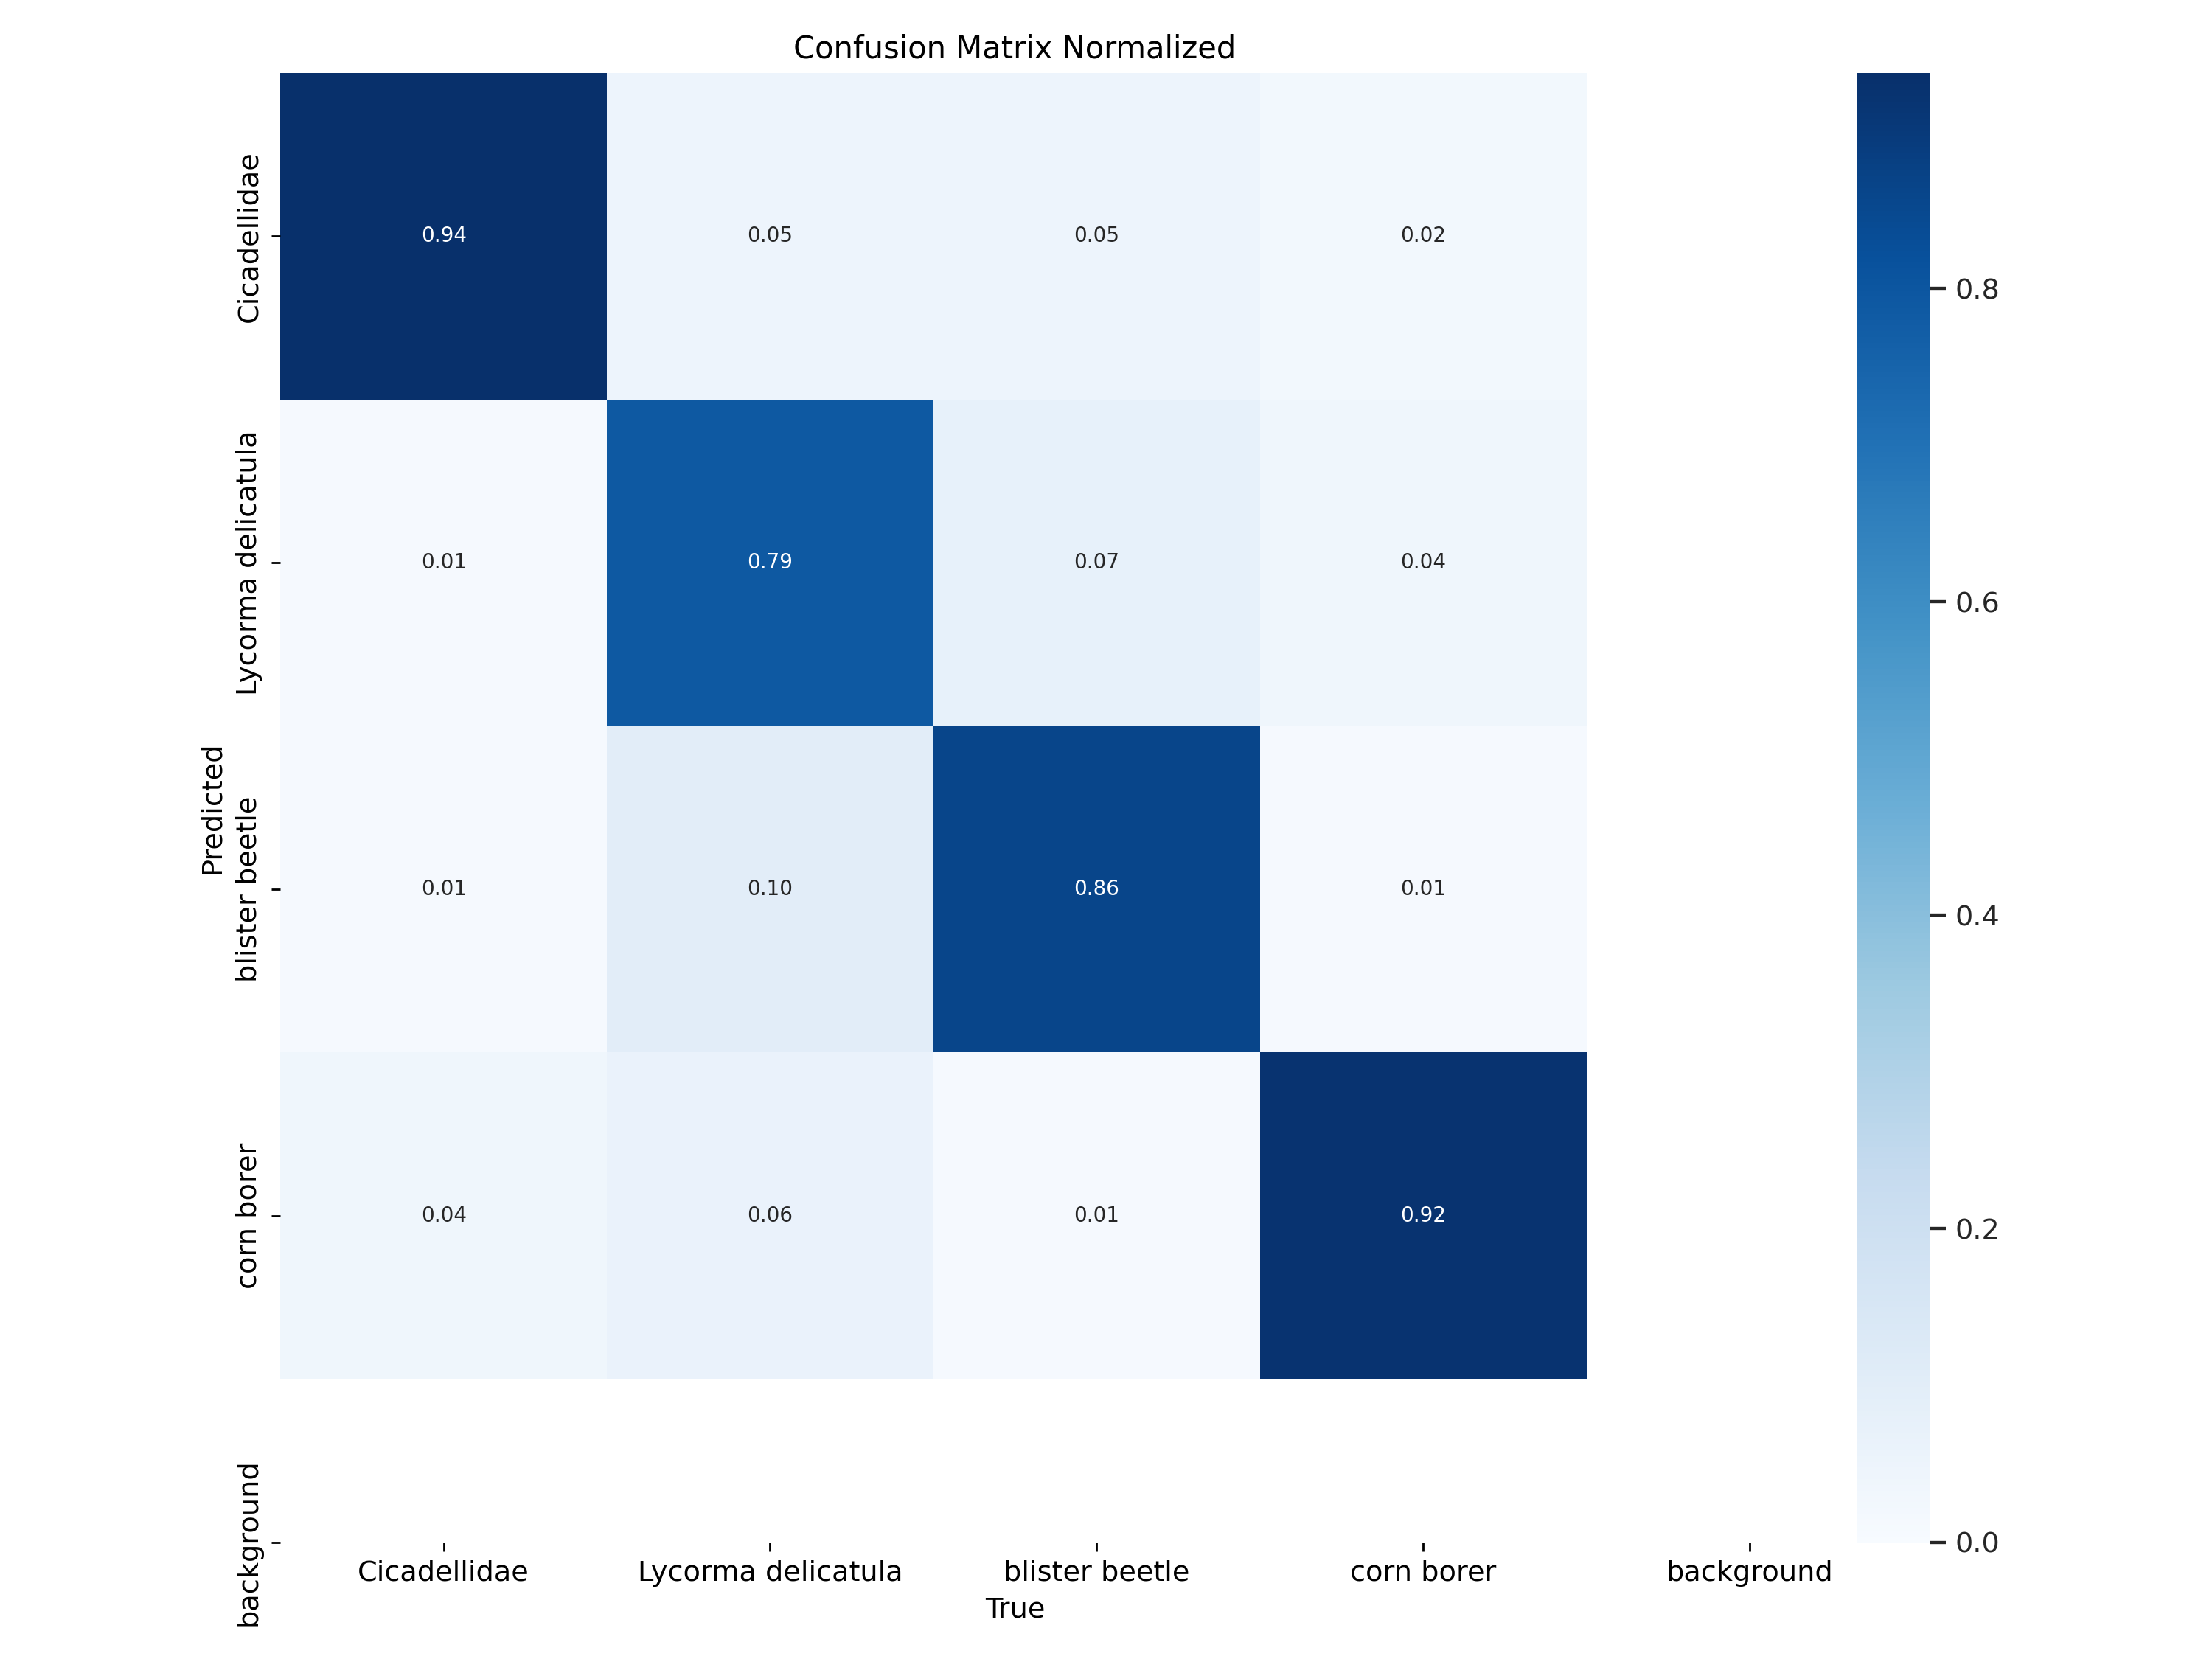 Confusion Matrix Normalized
Predicted
Cicadellidae
0.94 0.05 0.05 0.02
Lycorma delicatula
0.01 0.79 0.07 0.04
blister beetle
0.01 0.10 0.86 0.01
corn borer
0.04 0.06 0.01 0.92
background
Cicadellidae Lycorma delicatula blister beetle corn borer background
True
0.8
0.6
0.4
0.2
0.0